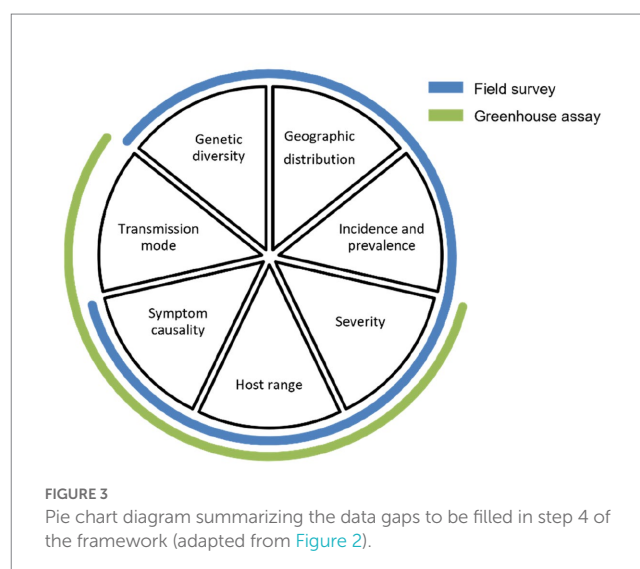 Field survey
Greenhouse assay
Genetic
diversity
Geographic
distribution
Transmission
mode
Incidence and
prevalence
Symptom
causality
Severity
Host range
FIGURE 3
Pie chart diagram summarizing the data gaps to be filled in step 4 of
the framework (adapted from Figure 2).